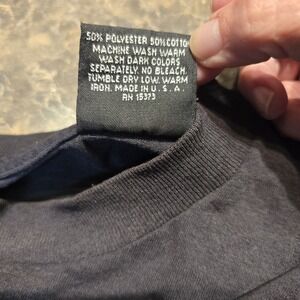 50% POLYESTER 50% COTTO
MACHINE WASH WARM
WASH DARK COLORS
SEPARATELY. NO BLEACH.
TUMBLE DRY LOW. WARM
IRON. MADE IN U.S.A.
RN 15373